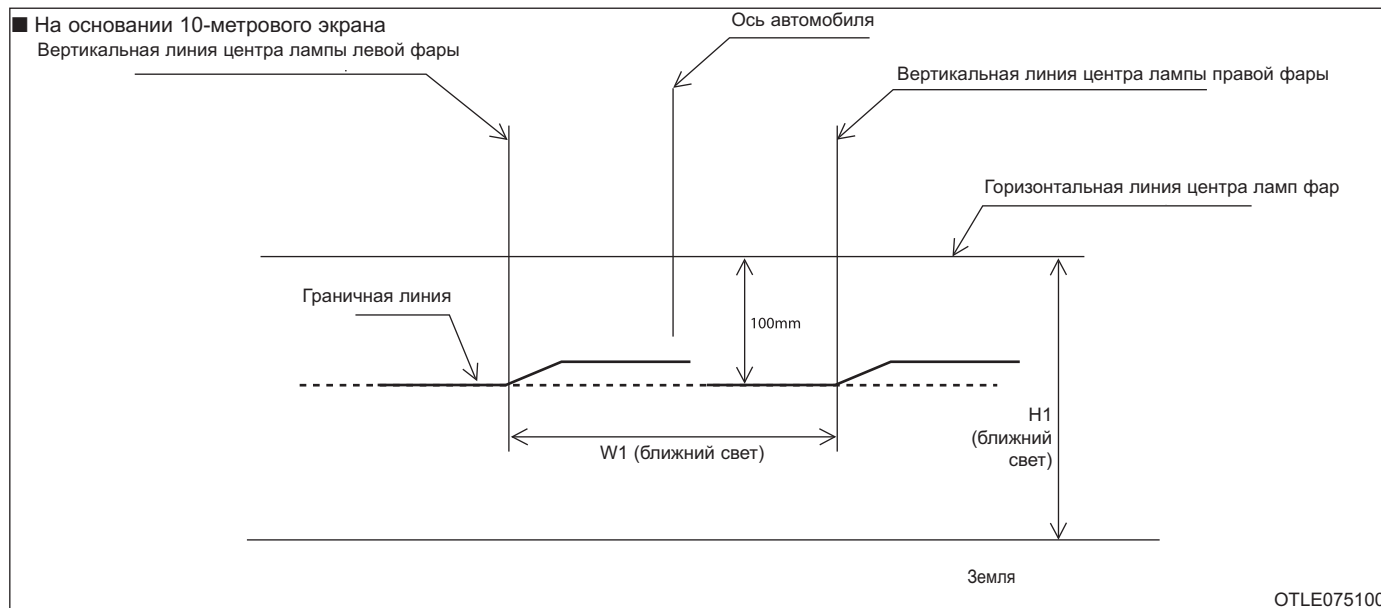 ■ На основании 10-метрового экрана
Ось автомобиля
Вертикальная линия центра лампы левой фары
Вертикальная линия центра лампы правой фары
Горизонтальная линия центра ламп фар
Граничная линия
100mm
H1
(ближний
свет)
W1 (ближний свет)
Земля
OTLE075100